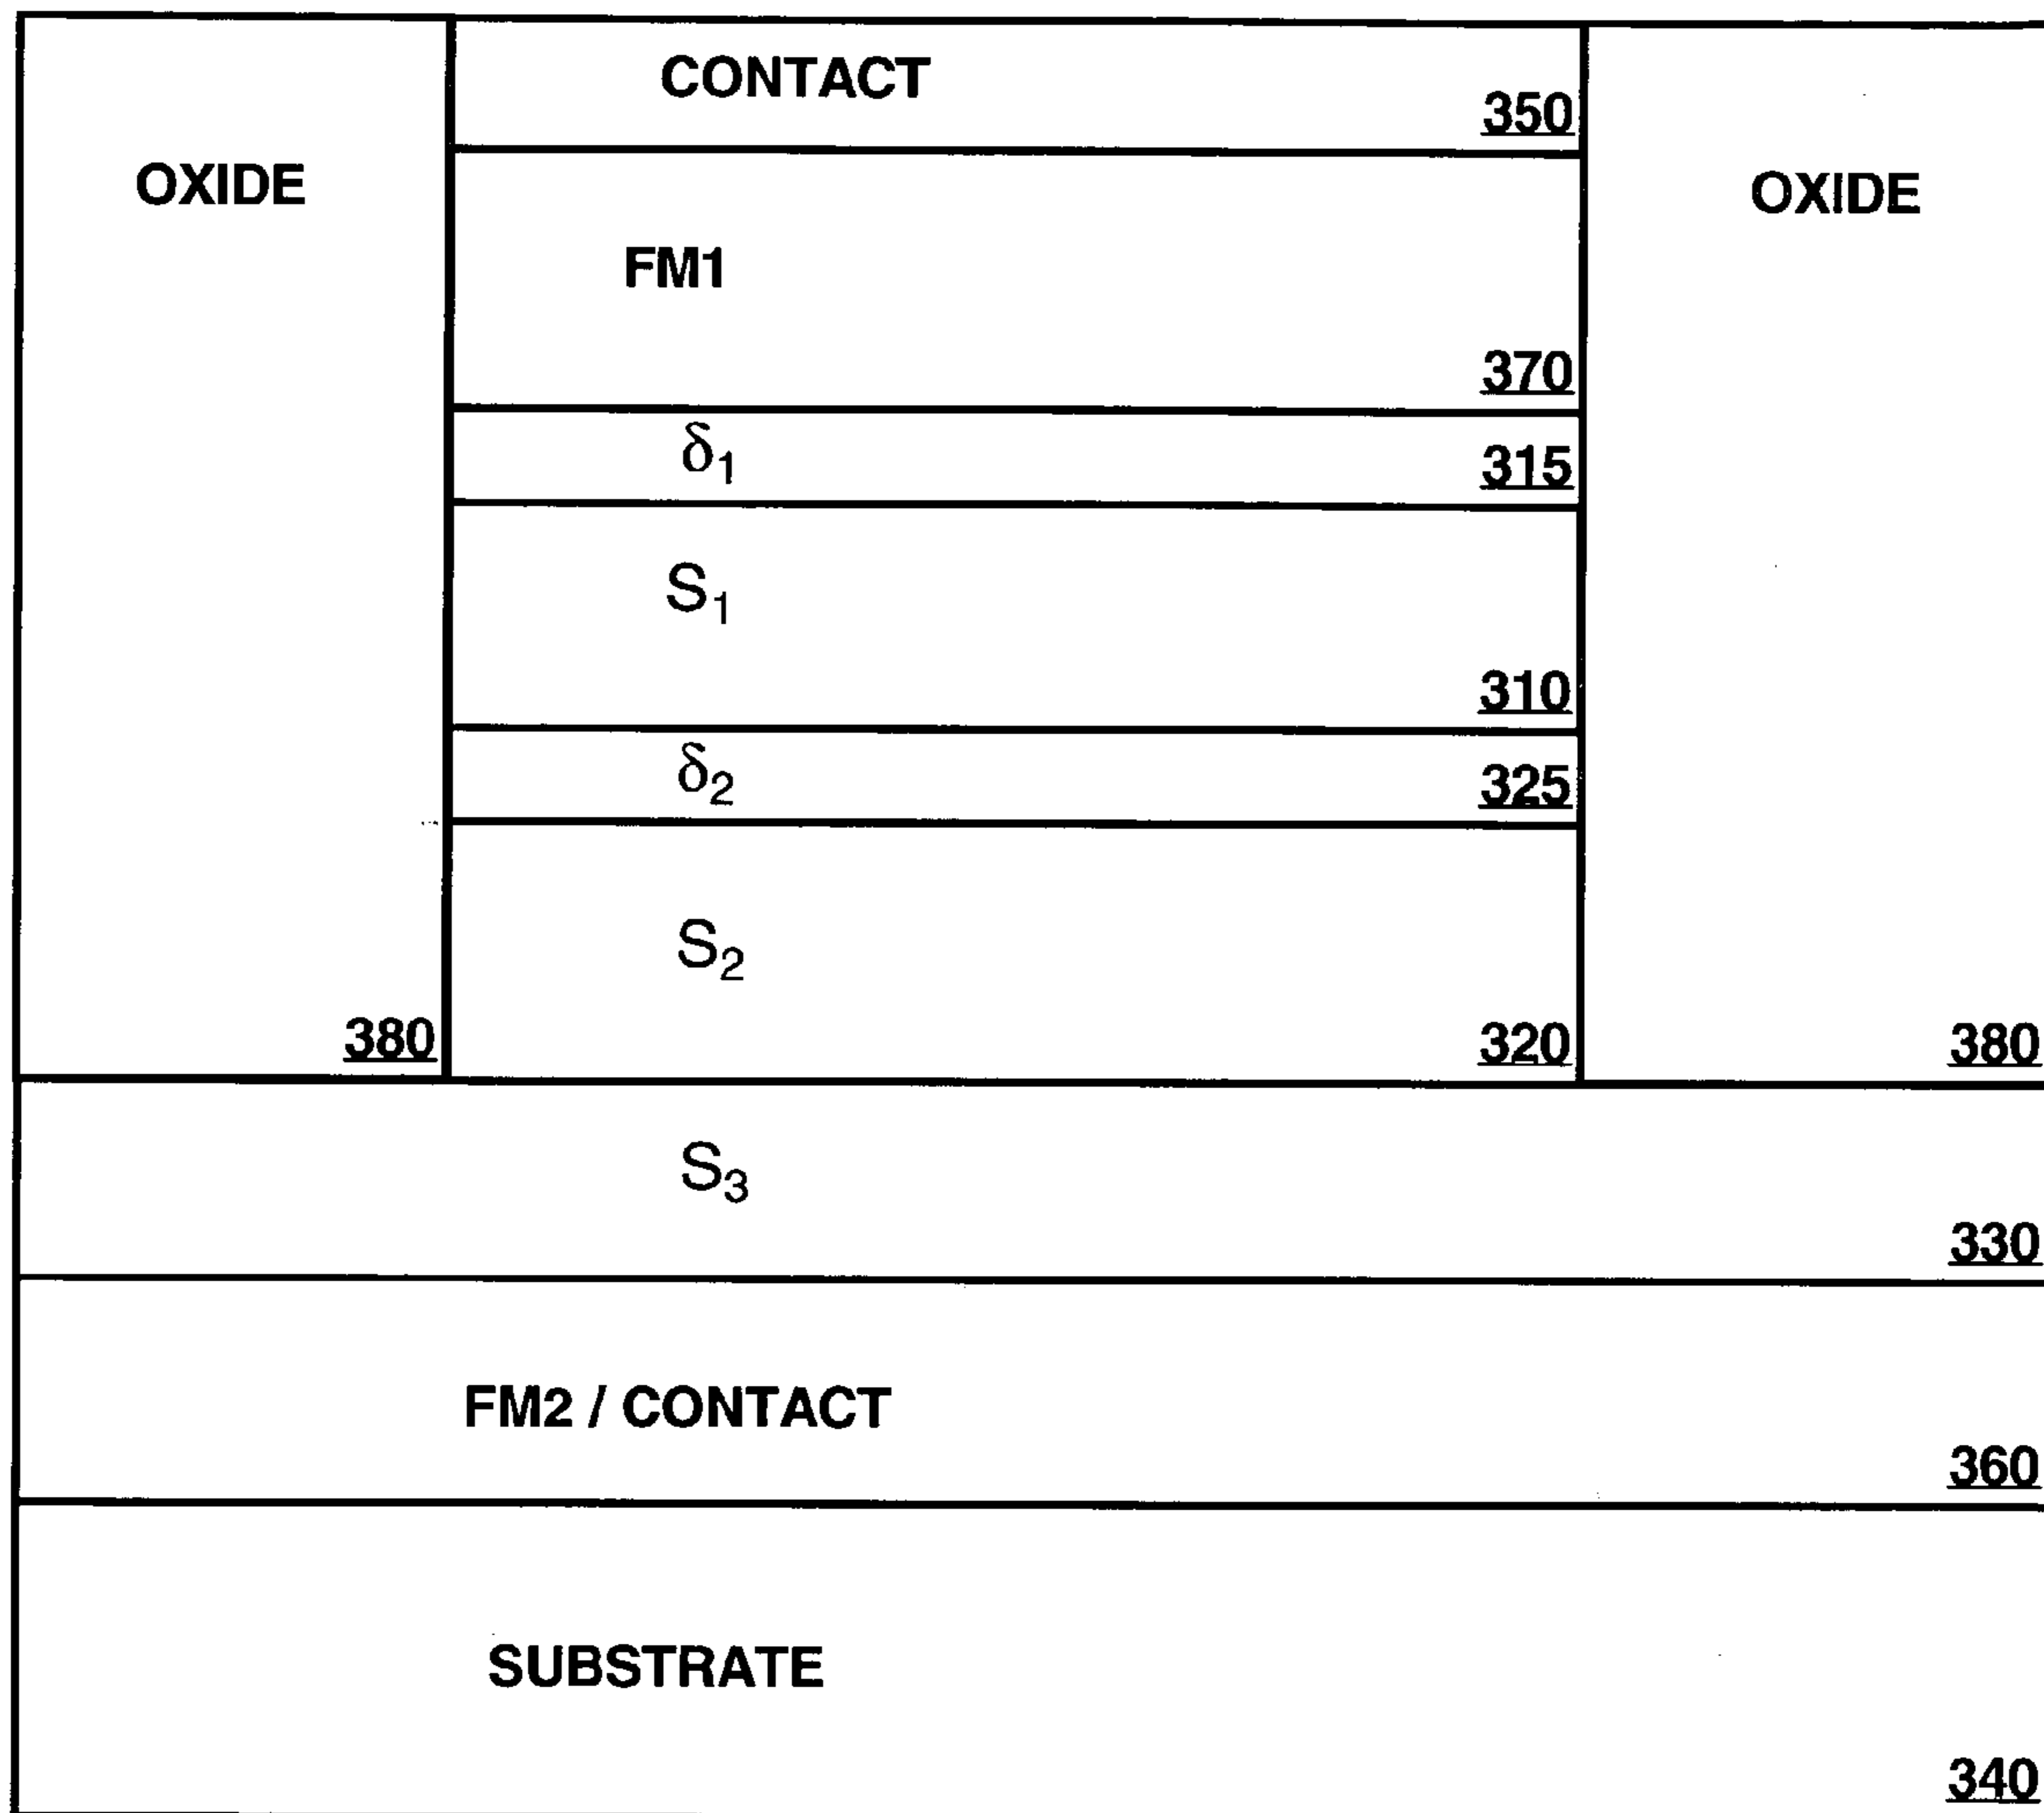 CONTACT
350
OXIDE
OXIDE
FM1
370
δ₁
315
S₁
310
δ₂
325
S₂
380
320
380
S₃
330
FM2 / CONTACT
360
SUBSTRATE
340